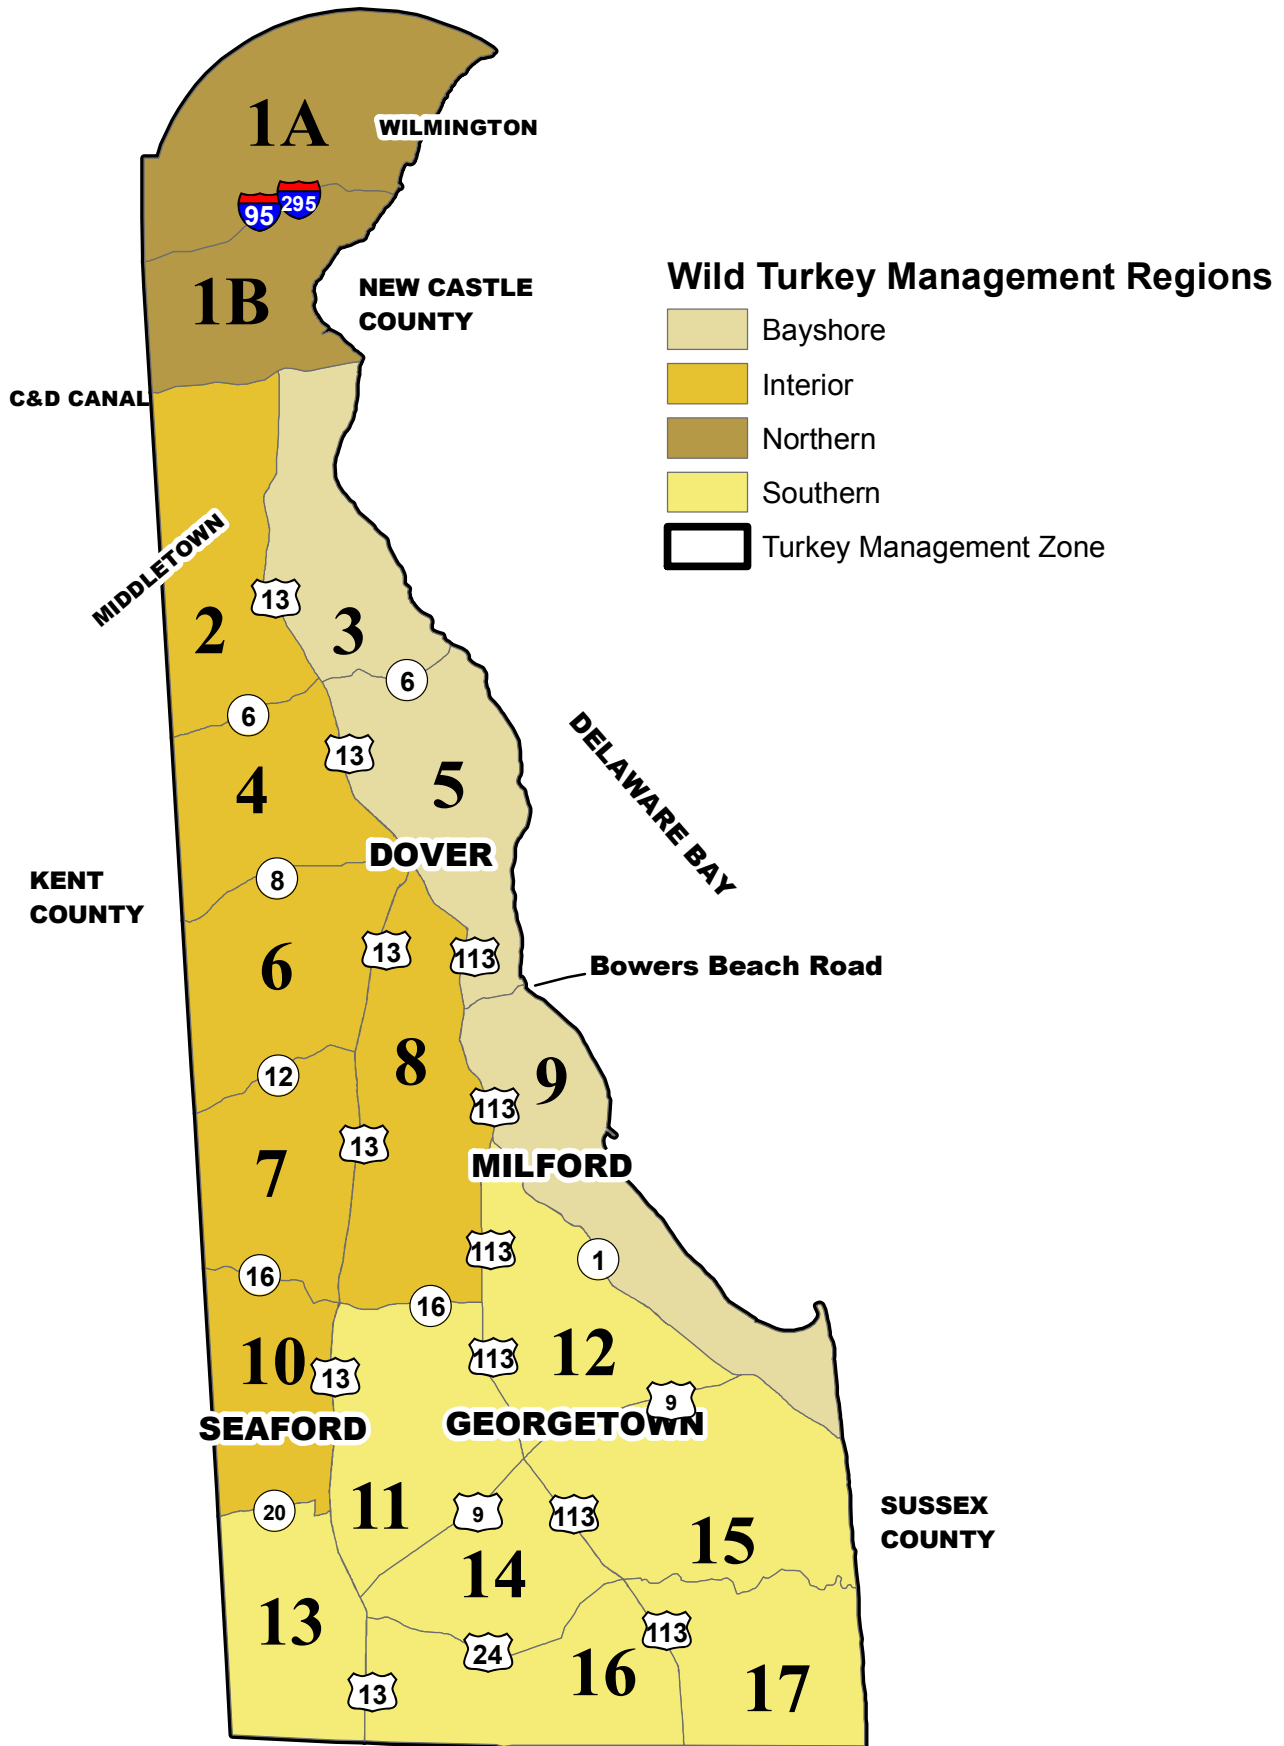 1A
WILMINGTON
95
295
1B
NEW CASTLE
COUNTY
Wild Turkey Management Regions
Bayshore
Interior
Northern
Southern
Turkey Management Zone
C&D CANAL
MIDDLETOWN
13
2
3
6
6
13
4
5
DELAWARE BAY
DOVER
8
KENT
COUNTY
6
13
113
Bowers Beach Road
8
9
12
113
13
7
MILFORD
113
1
16
16
10
13
113
12
9
SEAFORD
GEORGETOWN
20
11
9
113
SUSSEX
COUNTY
15
14
13
113
24
16
17
13